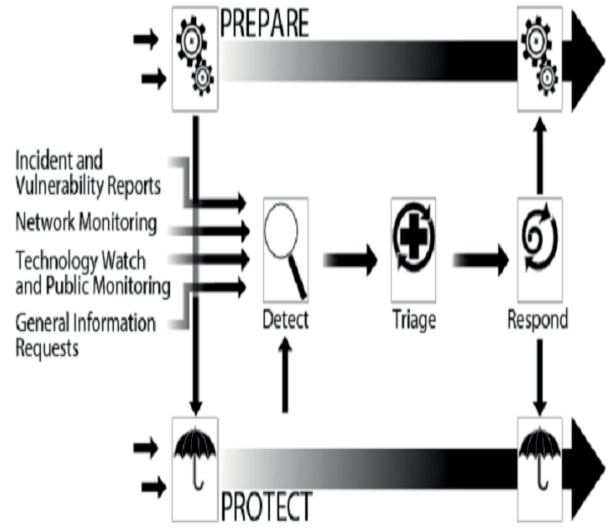 PREPARE
Incident and
Vulnerability Reports
Network Monitoring
Technology Watch
and Public Monitoring
General Information
Requests
Detect
Triage
Respond
PROTECT